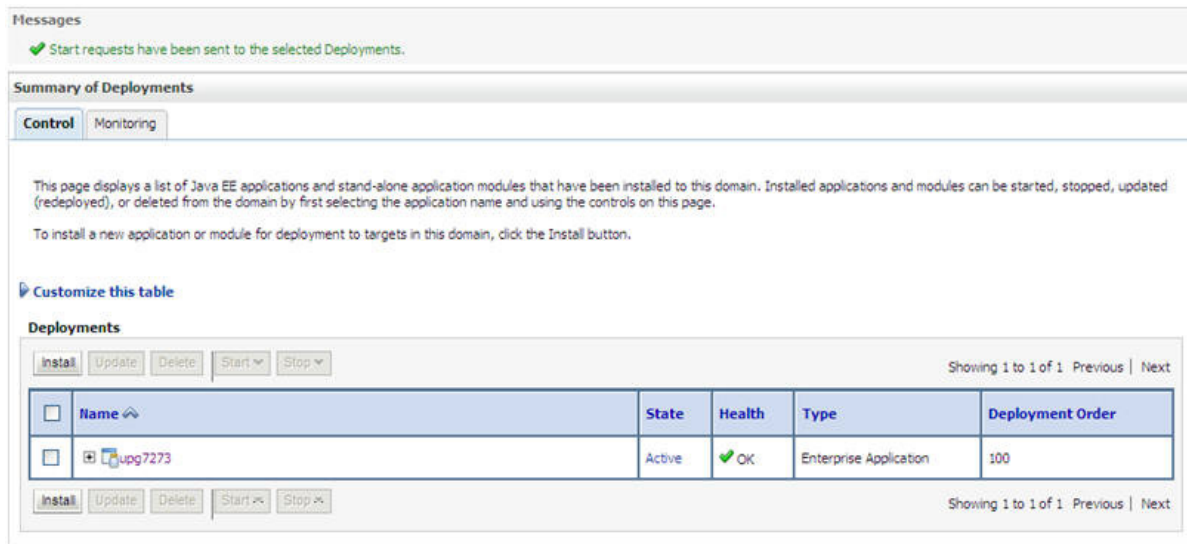 Messages
Start requests have been sent to the selected Deployments.
Summary of Deployments
Control Monitoring
This page displays a list of Java EE applications and stand-alone application modules that have been installed to this domain. Installed applications and modules can be started, stopped, updated
(redeployed), or deleted from the domain by first selecting the application name and using the controls on this page.
To install a new application or module for deployment to targets in this domain, click the Install button.
Customize this table
Deployments
Install Update Delete Start Stop Showing 1 to 1 of 1 Previous | Next
Name State Health Type Deployment Order
upg7273 Active OK Enterprise Application 100
Install Update Delete Start Stop Showing 1 to 1 of 1 Previous | Next